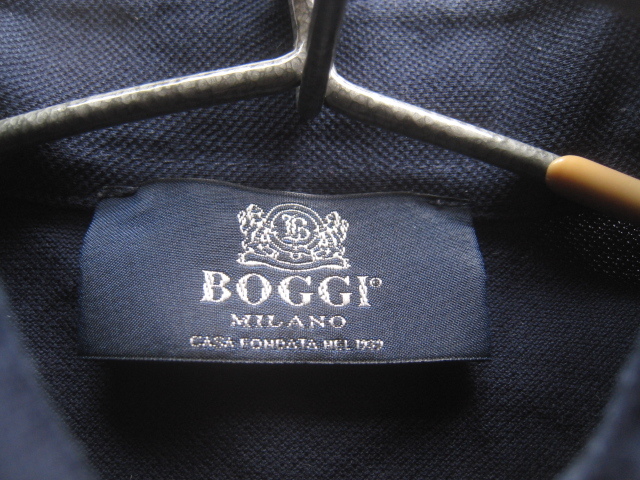 B
BOGGI®
MILANO
CASA FONDATA NEL 1939